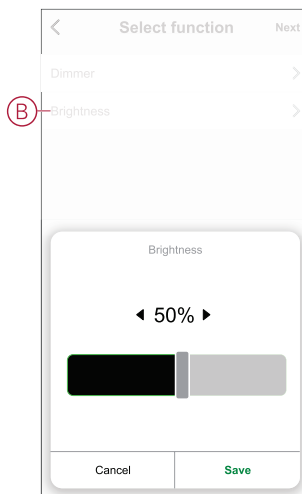 Select function Next
Dimmer
B Brightness
Brightness
50%
Cancel Save